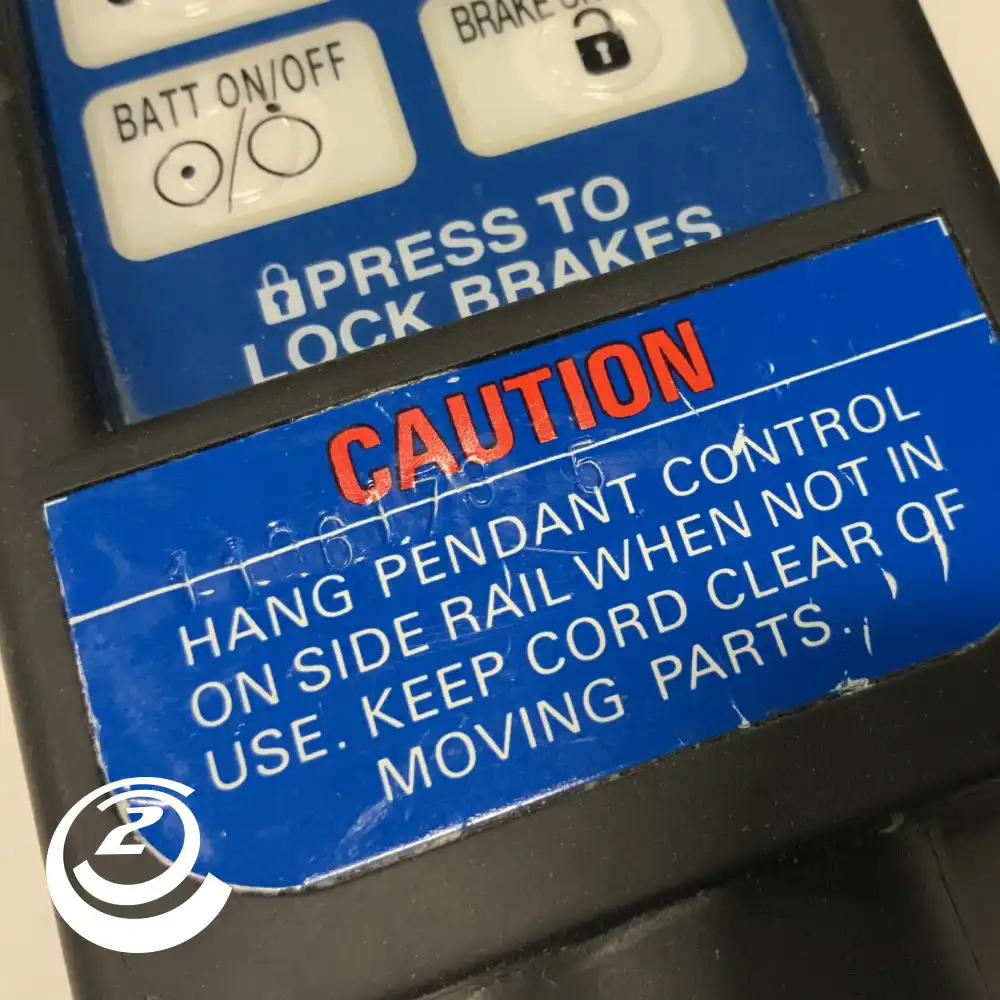 BATT ON/OFF
BRAKE
PRESS TO
LOCK BRAKES
CAUTION
HANG PENDANT CONTROL
ON SIDE RAIL WHEN NOT IN
USE. KEEP CORD CLEAR OF
MOVING PARTS.
2